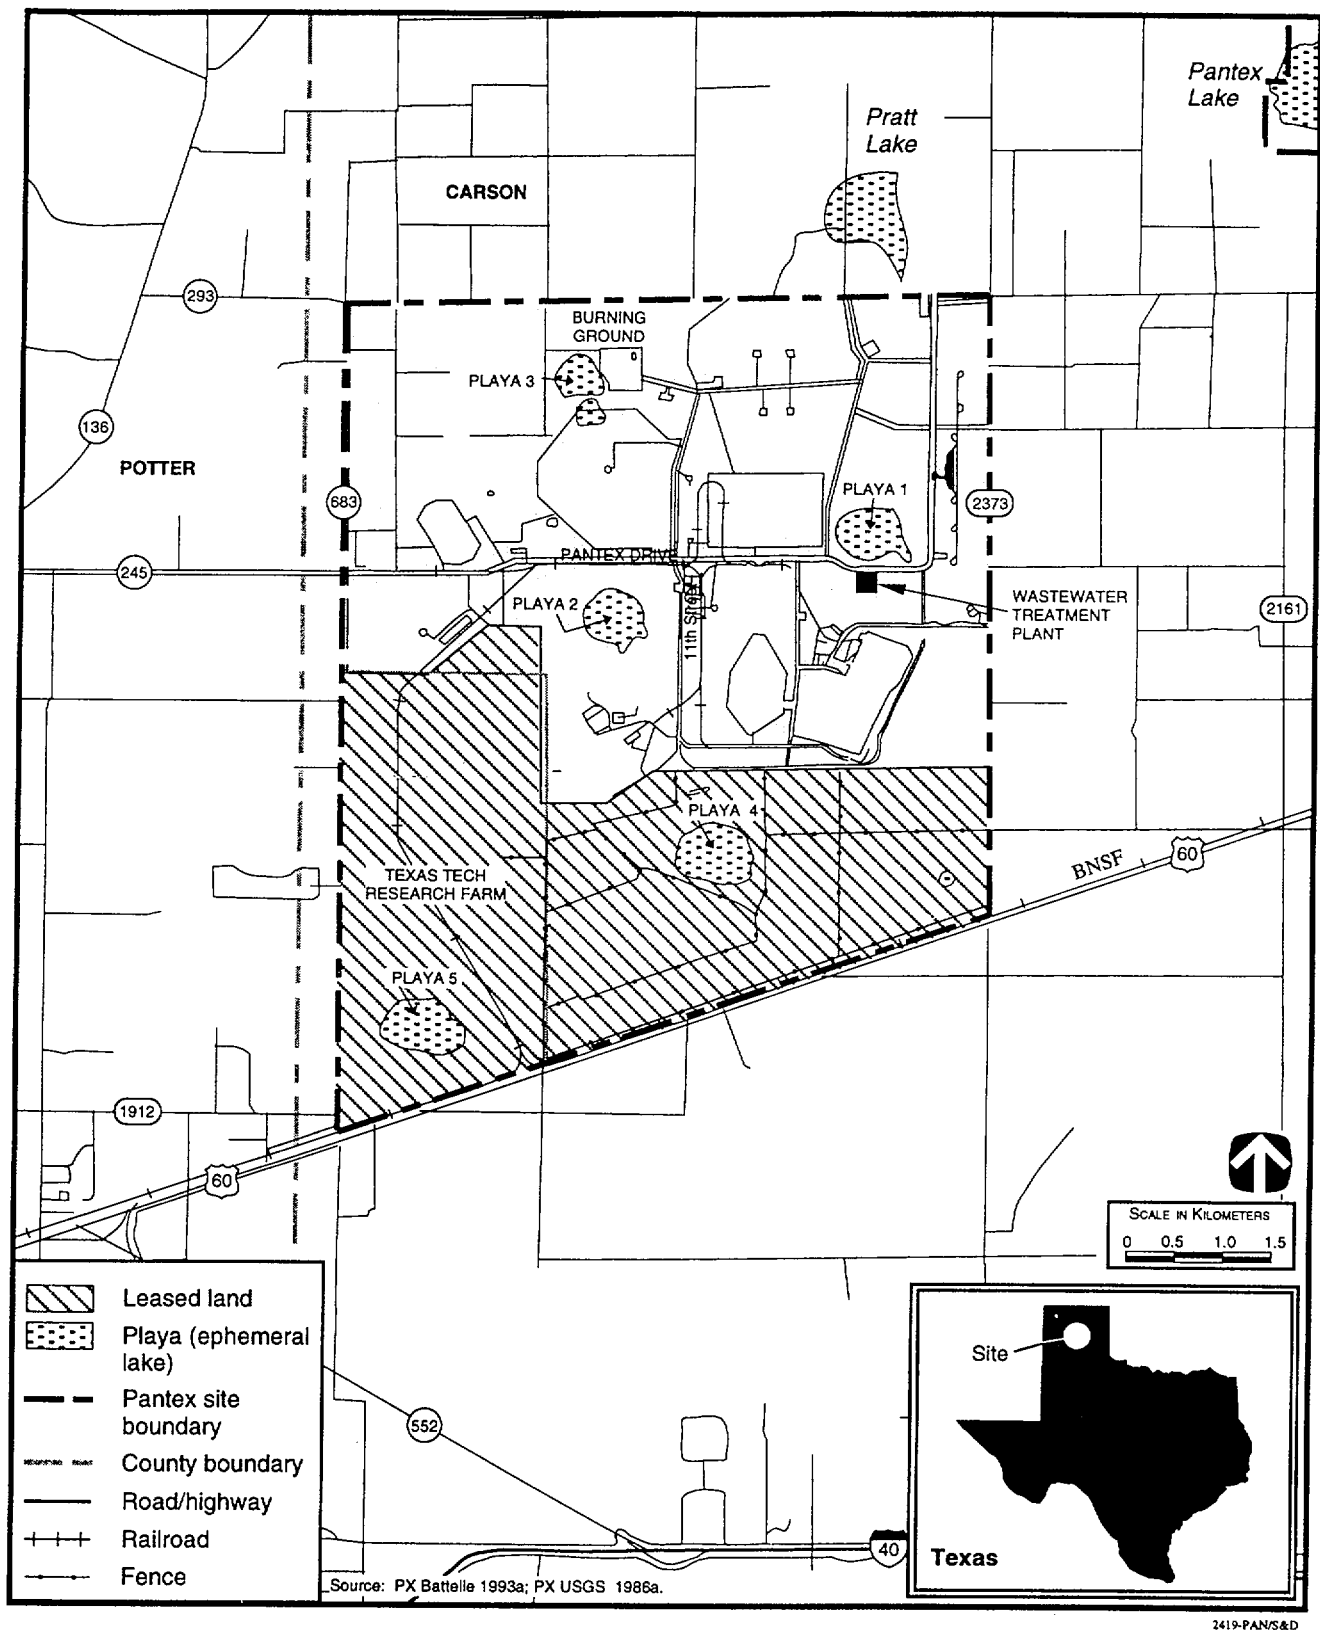 Pantex
Lake
Pratt
Lake
CARSON
293
BURNING
GROUND
PLAYA 3
136
POTTER
683
PLAYA 1
2373
PANTEX DRIVE
245
PLAYA 2
11th Street
WASTEWATER
TREATMENT
PLANT
2161
PLAYA 4
BNSF
60
TEXAS TECH
RESEARCH FARM
PLAYA 5
1912
60
SCALE IN KILOMETERS
0 0.5 1.0 1.5
Leased land
Playa (ephemeral
lake)
Pantex site
boundary
County boundary
Road/highway
Railroad
Fence
552
40
Site
Texas
Source: PX Battelle 1993a; PX USGS 1986a.
2419-PAN/S&D